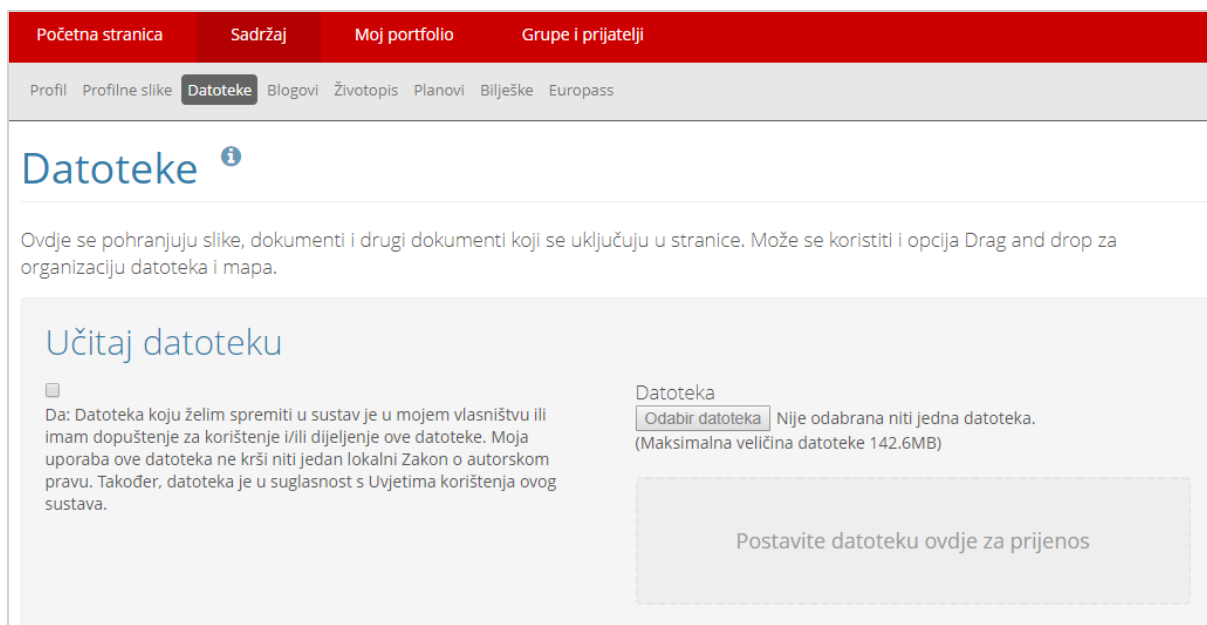 Početna stranica Sadržaj Moj portfolio Grupe i prijatelji
Profil Profilne slike Datoteke Blogovi Životopis Planovi Bilješke Europass
Datoteke
Ovdje se pohranjuju slike, dokumenti i drugi dokumenti koji se uključuju u stranice. Može se koristiti i opcija Drag and drop za
organizaciju datoteka i mapa.
Učitaj datoteku
Da: Datoteka koju želim spremiti u sustav je u mojem vlasništvu ili
imam dopuštenje za korištenje i/ili dijeljenje ove datoteke. Moja
uporaba ove datoteka ne krši niti jedan lokalni Zakon o autorskom
pravu. Također, datoteka je u suglasnost s Uvjetima korištenja ovog
sustava.
Datoteka
Odabir datoteka Nije odabrana niti jedna datoteka.
(Maksimalna veličina datoteke 142.6MB)
Postavite datoteku ovdje za prijenos